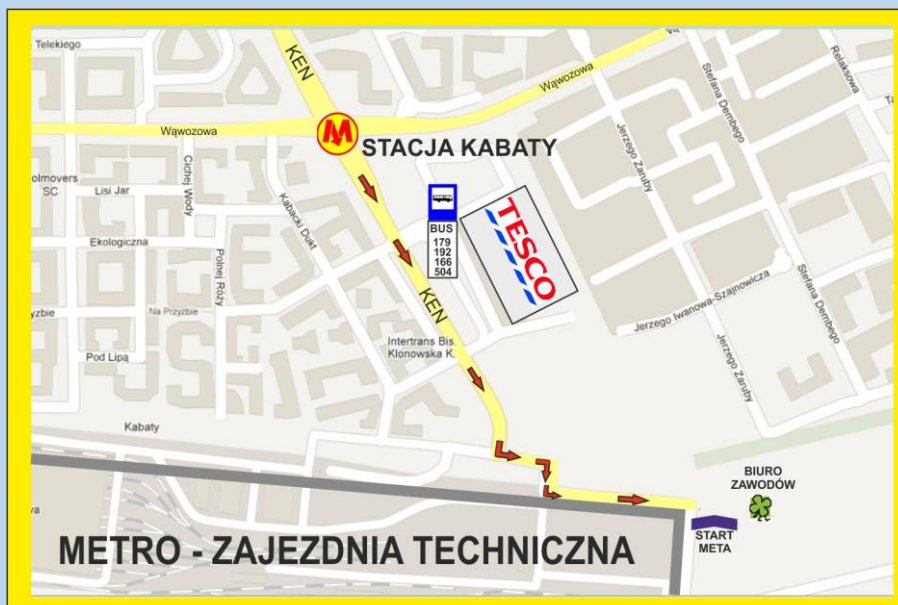 Telekiego
KEN
Wąwozowa
Stefana Dembego
Relaksowa
Wąwozowa
M
STACJA KABATY
Jerzego Zaruby
olmovers
SC
Lisi Jar
Cichej Wody
Kabacki Dukt
BUS
179
192
166
504
TESCO
Ekologiczna
Polnej Róży
KEN
Stefana Dembego
Jerzego Iwanowa-Szajnowicza
Na Przyzbie
Intertrans Bis.
Klonowska K.
Pod Lipą
Jerzego Zaruby
Kabaty
BIURO
ZAWODÓW
START
META
METRO - ZAJEZDNIA TECHNICZNA